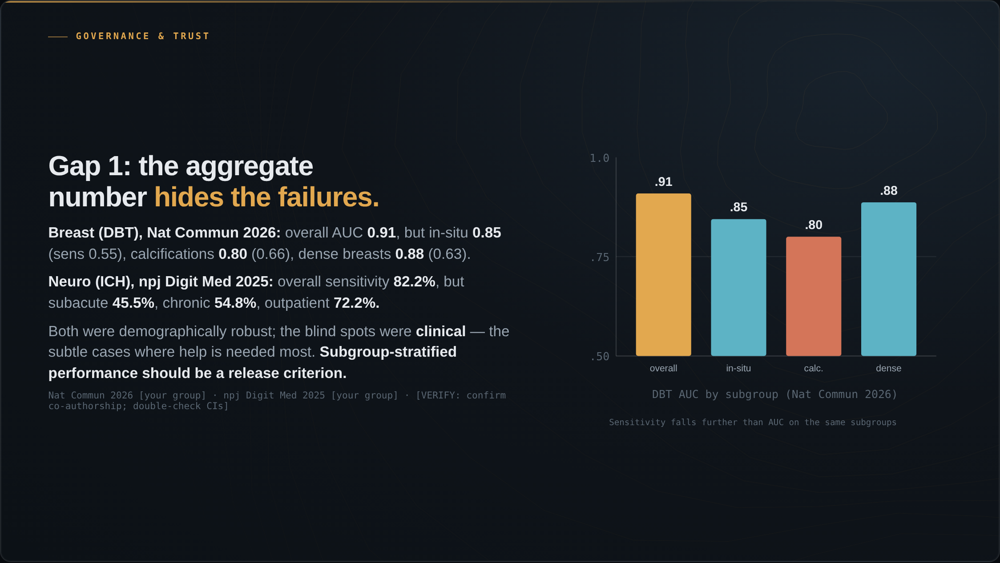 GOVERNANCE & TRUST
Gap 1: the aggregate
number hides the failures.
Breast (DBT), Nat Commun 2026: overall AUC 0.91, but in-situ 0.85
(sens 0.55), calcifications 0.80 (0.66), dense breasts 0.88 (0.63).
Neuro (ICH), npj Digit Med 2025: overall sensitivity 82.2%, but
subacute 45.5%, chronic 54.8%, outpatient 72.2%.
Both were demographically robust; the blind spots were clinical — the
subtle cases where help is needed most. Subgroup-stratified
performance should be a release criterion.
Nat Commun 2026 [your group] · npj Digit Med 2025 [your group] · [VERIFY: confirm
co-authorship; double-check CIs]
1.0
.75
.50
.91
.85
.80
.88
overall
in-situ
calc.
dense
DBT AUC by subgroup (Nat Commun 2026)
Sensitivity falls further than AUC on the same subgroups